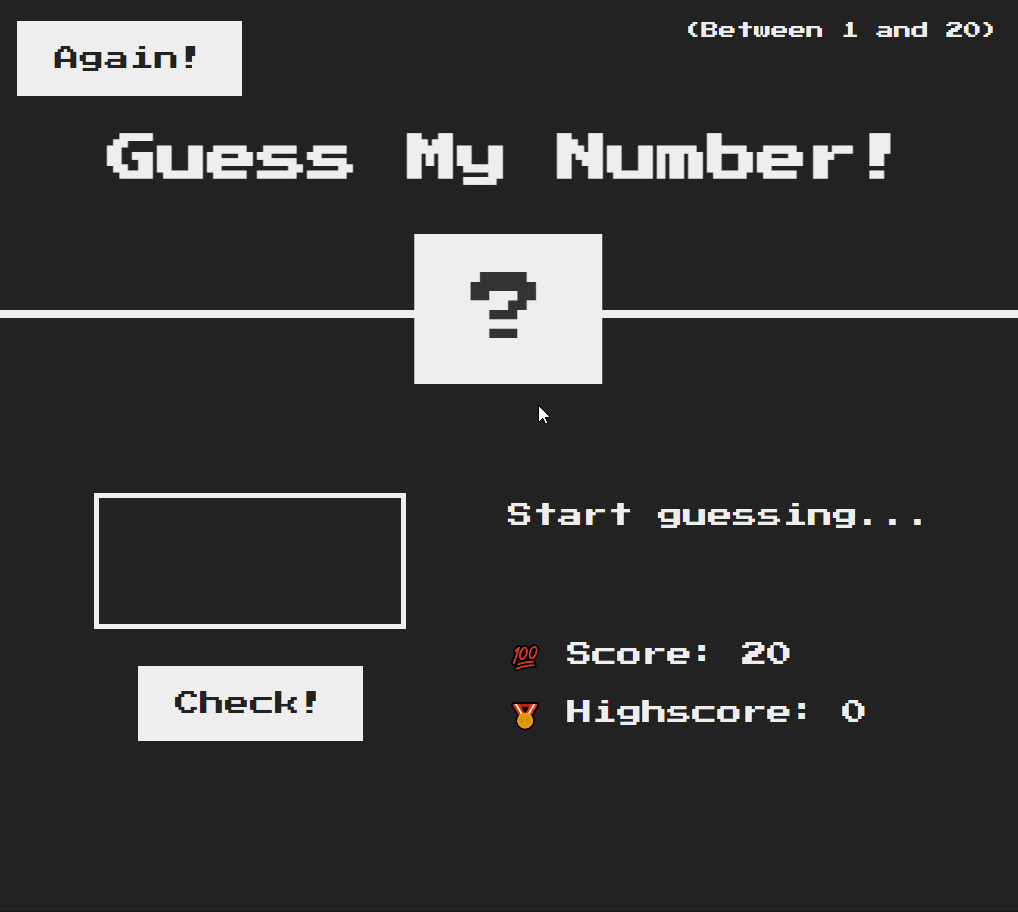 Again!
(Between 1 and 20)
Guess My Number!
?
Start guessing...
💯 Score: 20
Check!
🥇 Highscore: 0